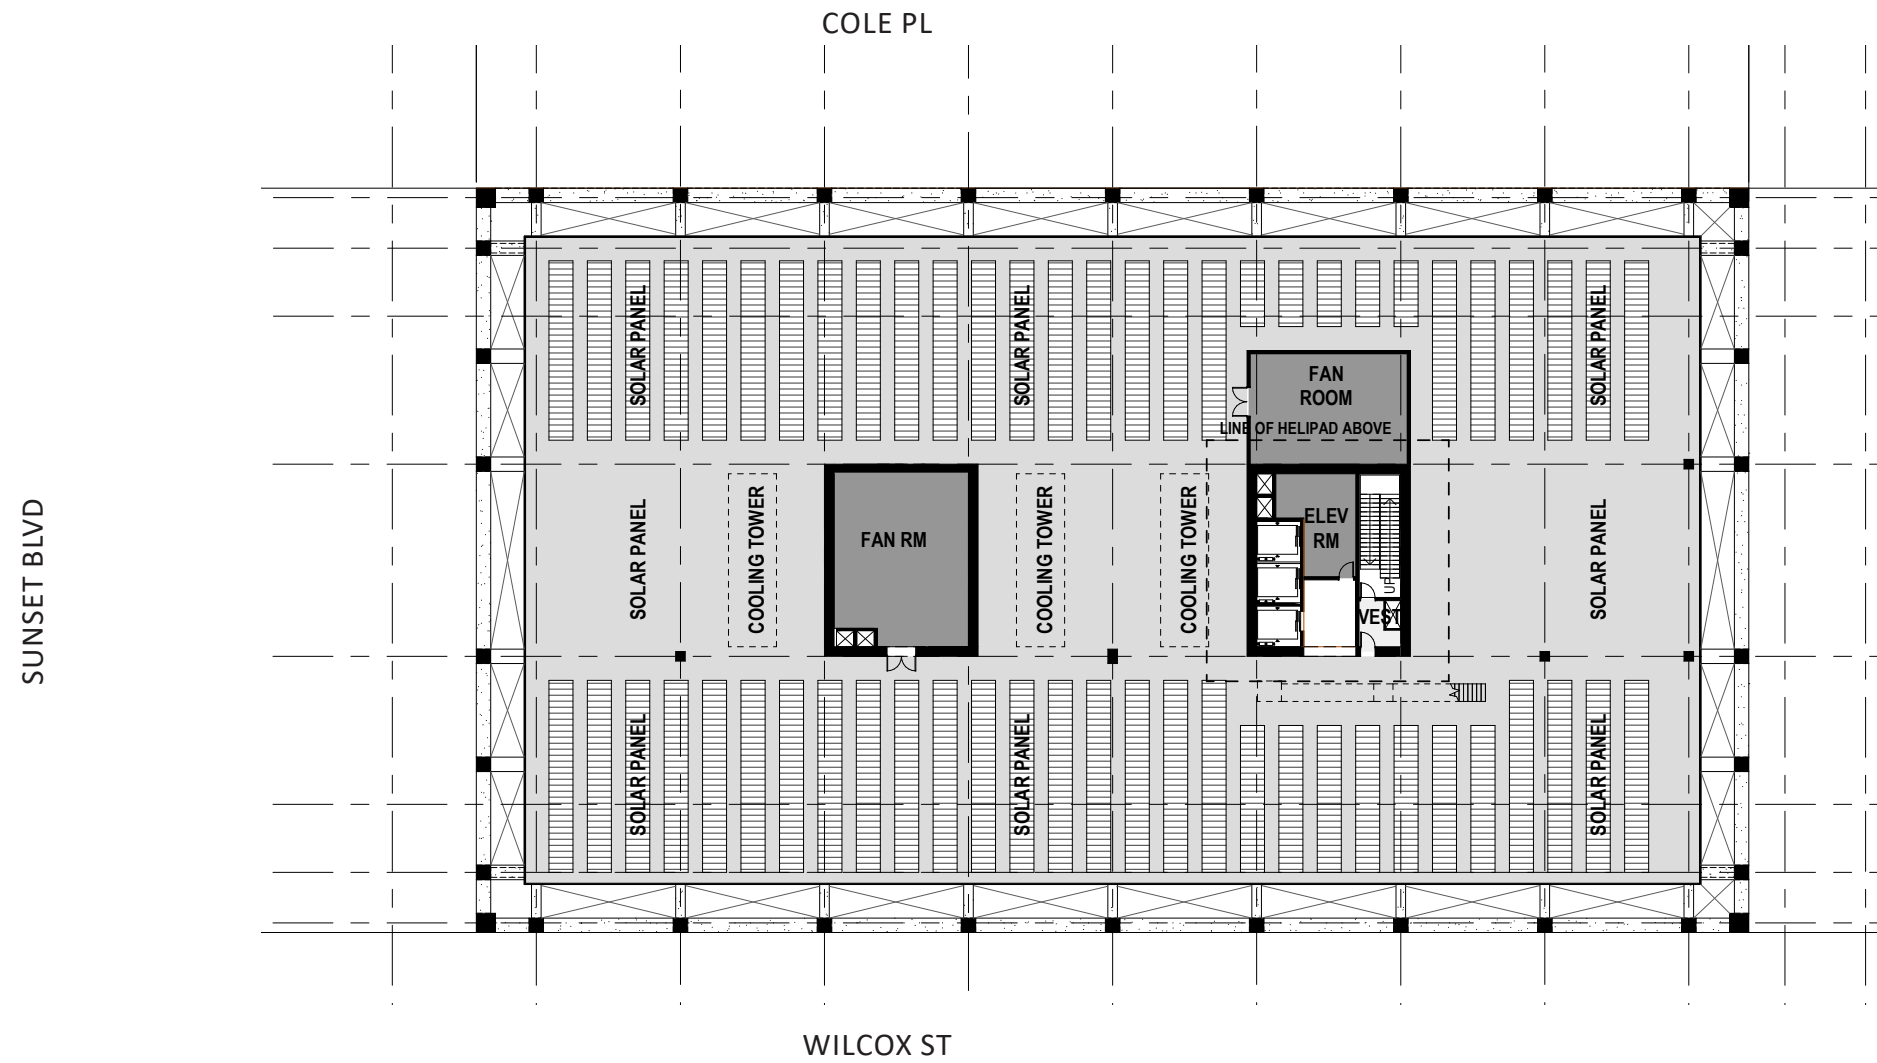 COLE PL
SUNSET BLVD
SOLAR PANEL
SOLAR PANEL
SOLAR PANEL
FAN
ROOM
LINE OF HELIPAD ABOVE
SOLAR PANEL
COOLING TOWER
FAN RM
COOLING TOWER
COOLING TOWER
ELEV
RM
UP
VEST
SOLAR PANEL
SOLAR PANEL
SOLAR PANEL
SOLAR PANEL
WILCOX ST